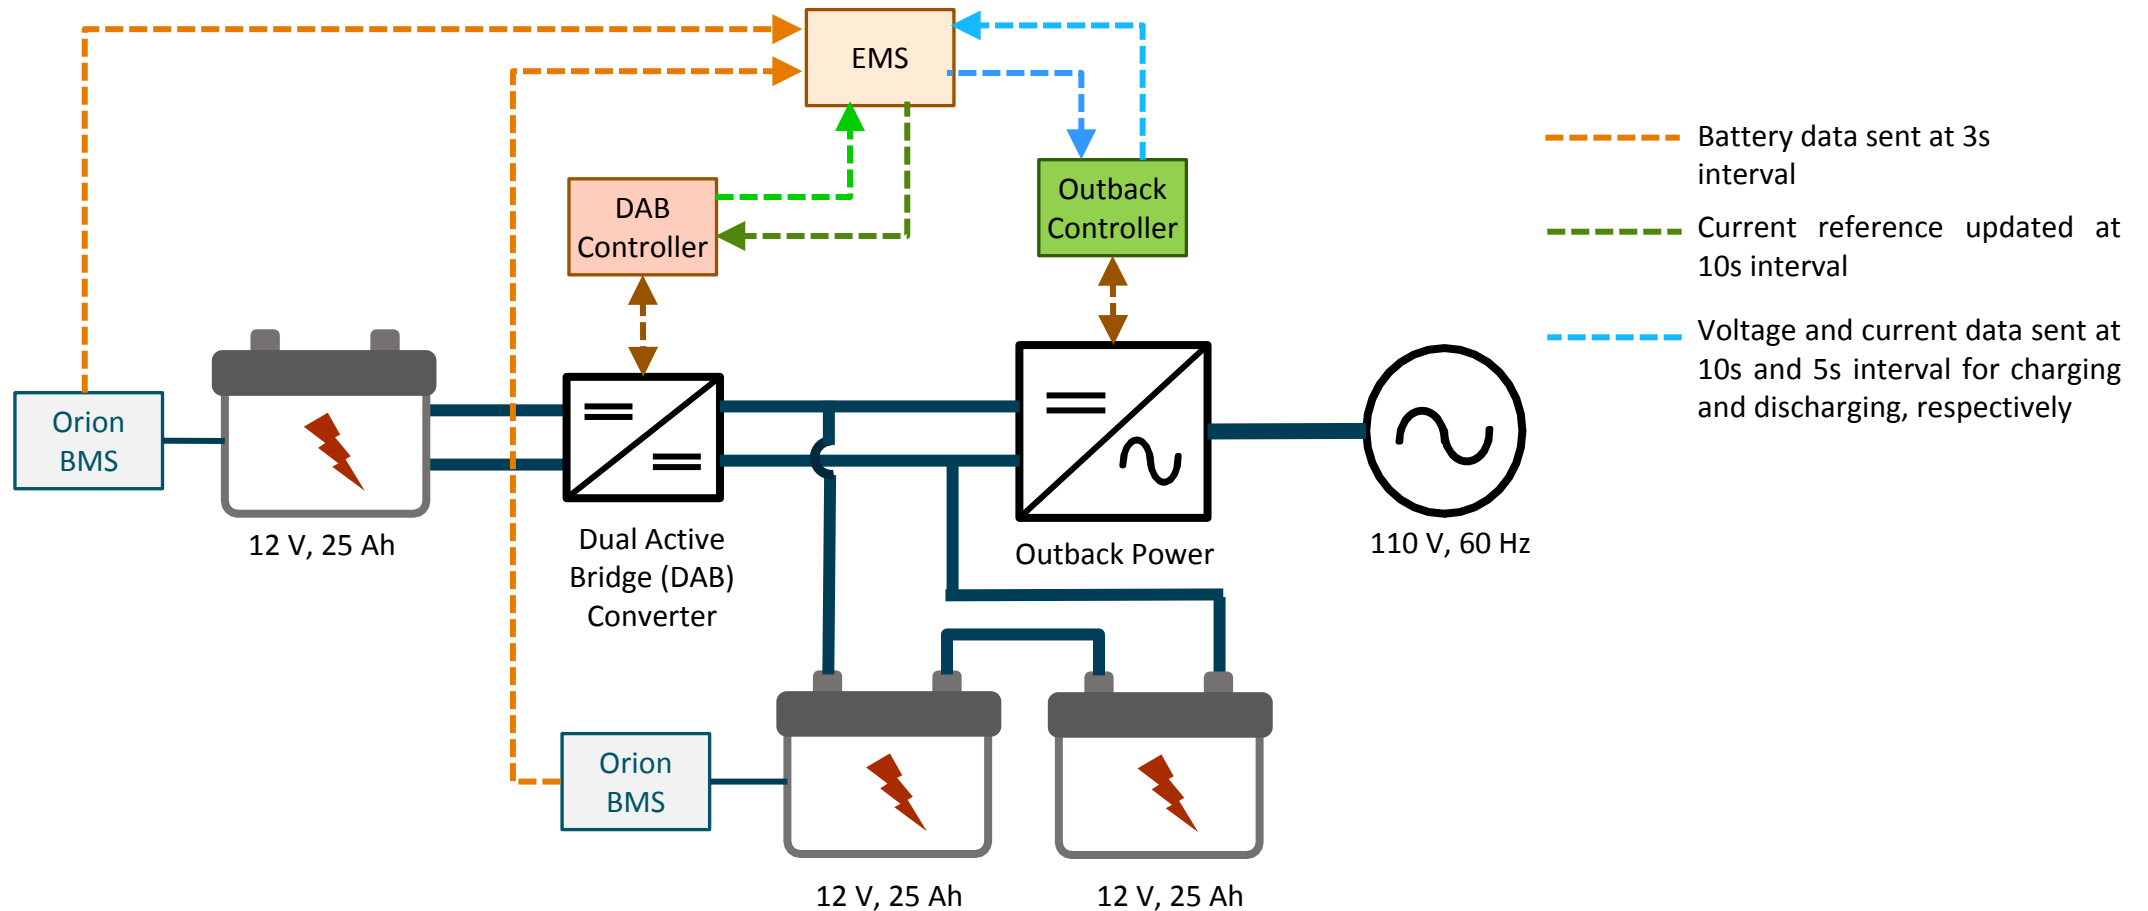 EMS
DAB
Controller
Outback
Controller
Battery data sent at 3s
interval
Current reference updated at
10s interval
Voltage and current data sent at
10s and 5s interval for charging
and discharging, respectively
Orion
BMS
12 V, 25 Ah
Dual Active
Bridge (DAB)
Converter
Outback Power
110 V, 60 Hz
Orion
BMS
12 V, 25 Ah
12 V, 25 Ah